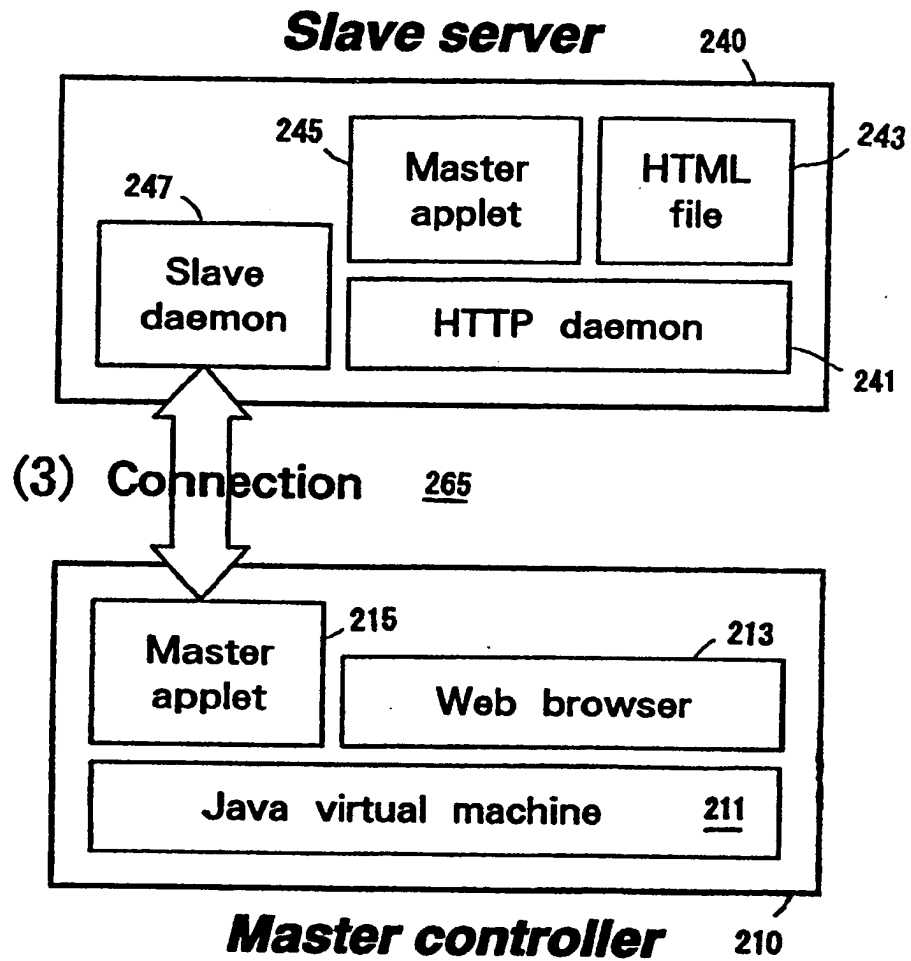 Slave server
240
245
Master
applet
HTML
file
243
247
Slave
daemon
HTTP daemon
241
(3) Connection 265
Master
applet
215
213
Web browser
Java virtual machine 211
Master controller
210